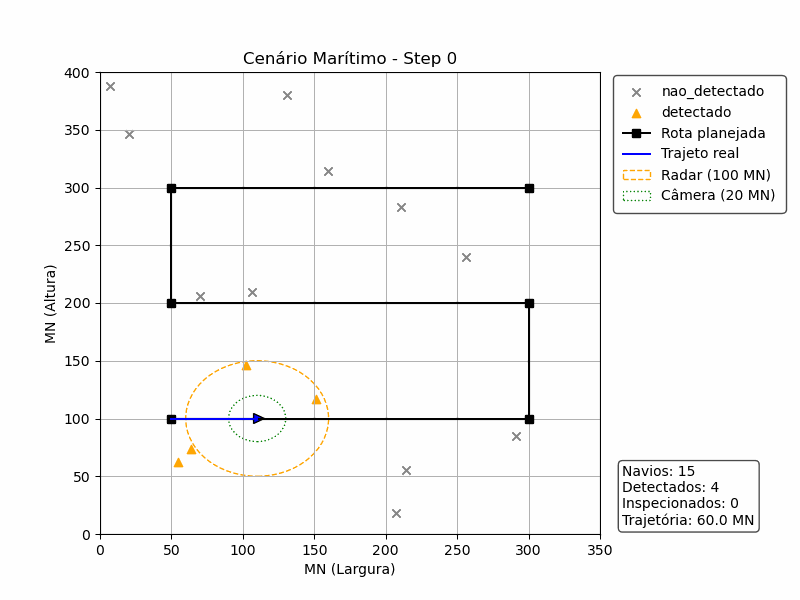 Cenário Marítimo - Step 0
400
350
300
250
200
150
100
50
0
MN (Altura)
0 50 100 150 200 250 300 350
MN (Largura)
nao_detectado
detectado
Rota planejada
Trajeto real
Radar (100 MN)
Câmera (20 MN)
Navios: 15
Detectados: 4
Inspecionados: 0
Trajetória: 60.0 MN